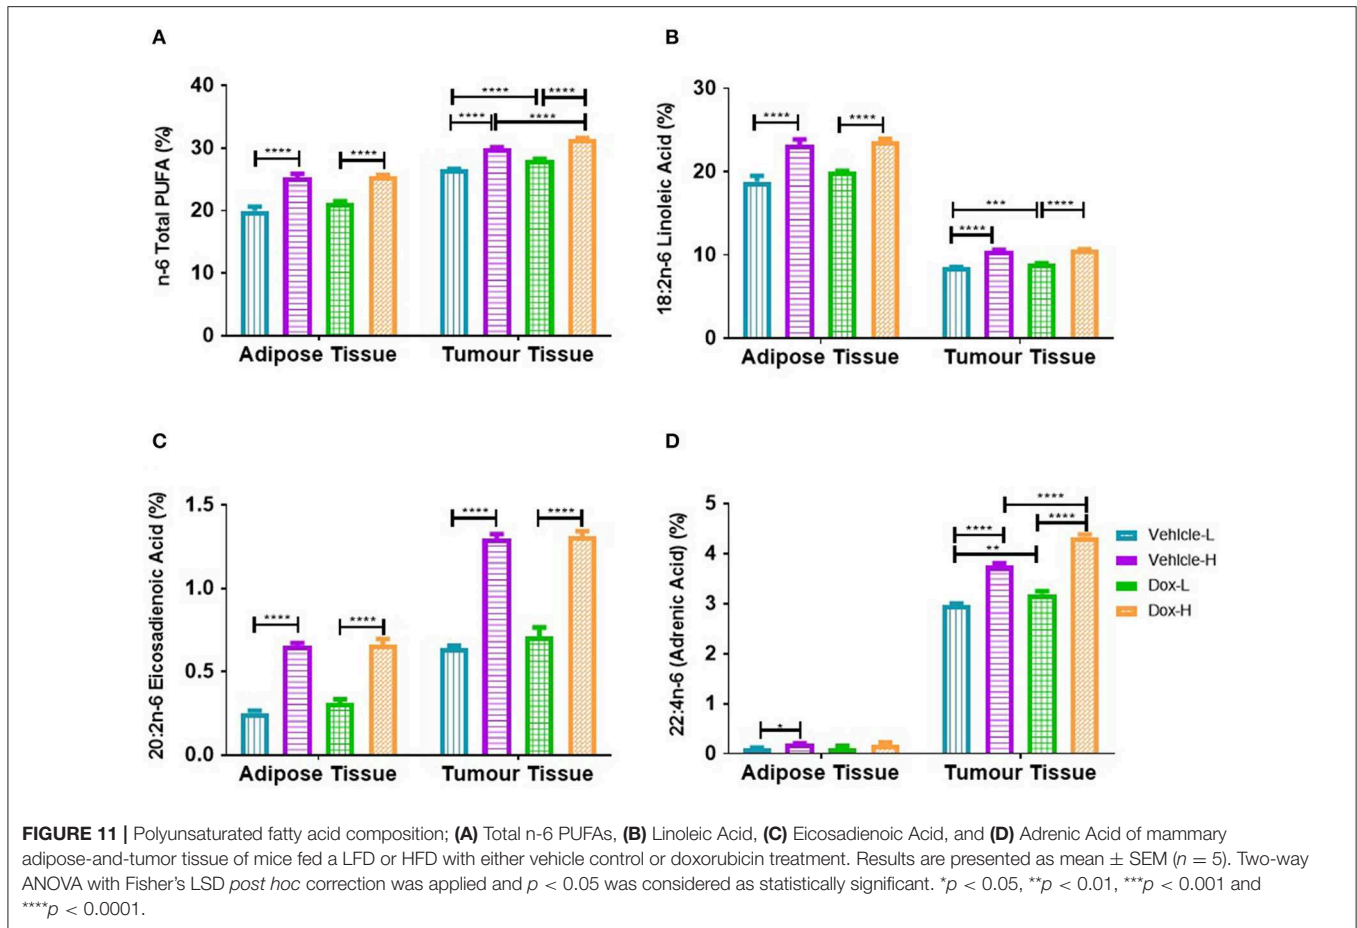 A
n-6 Total PUFA (%)
40
30
20
10
0
**** **** **** **** **** ****
Adipose Tissue Tumour Tissue
B
18:2n-6 Linoleic Acid (%)
30
20
10
0
**** **** *** **** ****
Adipose Tissue Tumour Tissue
C
20:2n-6 Eicosadienoic Acid (%)
1.5
1.0
0.5
0.0
**** **** **** ****
Adipose Tissue Tumour Tissue
D
22:4n-6 (Adrenic Acid) (%)
5
4
3
2
1
0
* **** ** **** ****
Adipose Tissue Tumour Tissue
Vehicle-L
Vehicle-H
Dox-L
Dox-H
FIGURE 11 | Polyunsaturated fatty acid composition; (A) Total n-6 PUFAs, (B) Linoleic Acid, (C) Eicosadienoic Acid, and (D) Adrenic Acid of mammary
adipose-and-tumor tissue of mice fed a LFD or HFD with either vehicle control or doxorubicin treatment. Results are presented as mean ± SEM (n = 5). Two-way
ANOVA with Fisher's LSD post hoc correction was applied and p < 0.05 was considered as statistically significant. *p < 0.05, **p < 0.01, ***p < 0.001 and
****p < 0.0001.